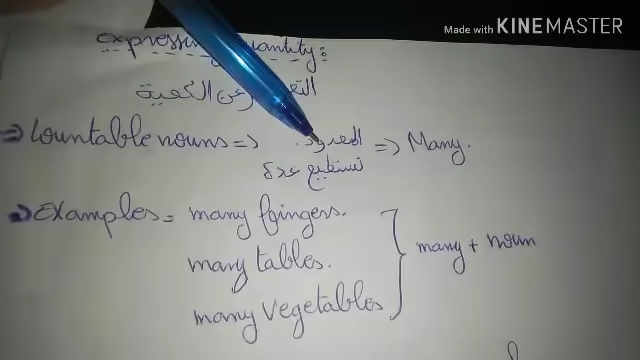 Made with KINEMASTER
Expressing quantity:
عن الكمية
=> Countable nouns => المعدود => Many.
تستطيع عده
=> Examples = many fingers.
many tables. } many + noun
many vegetables